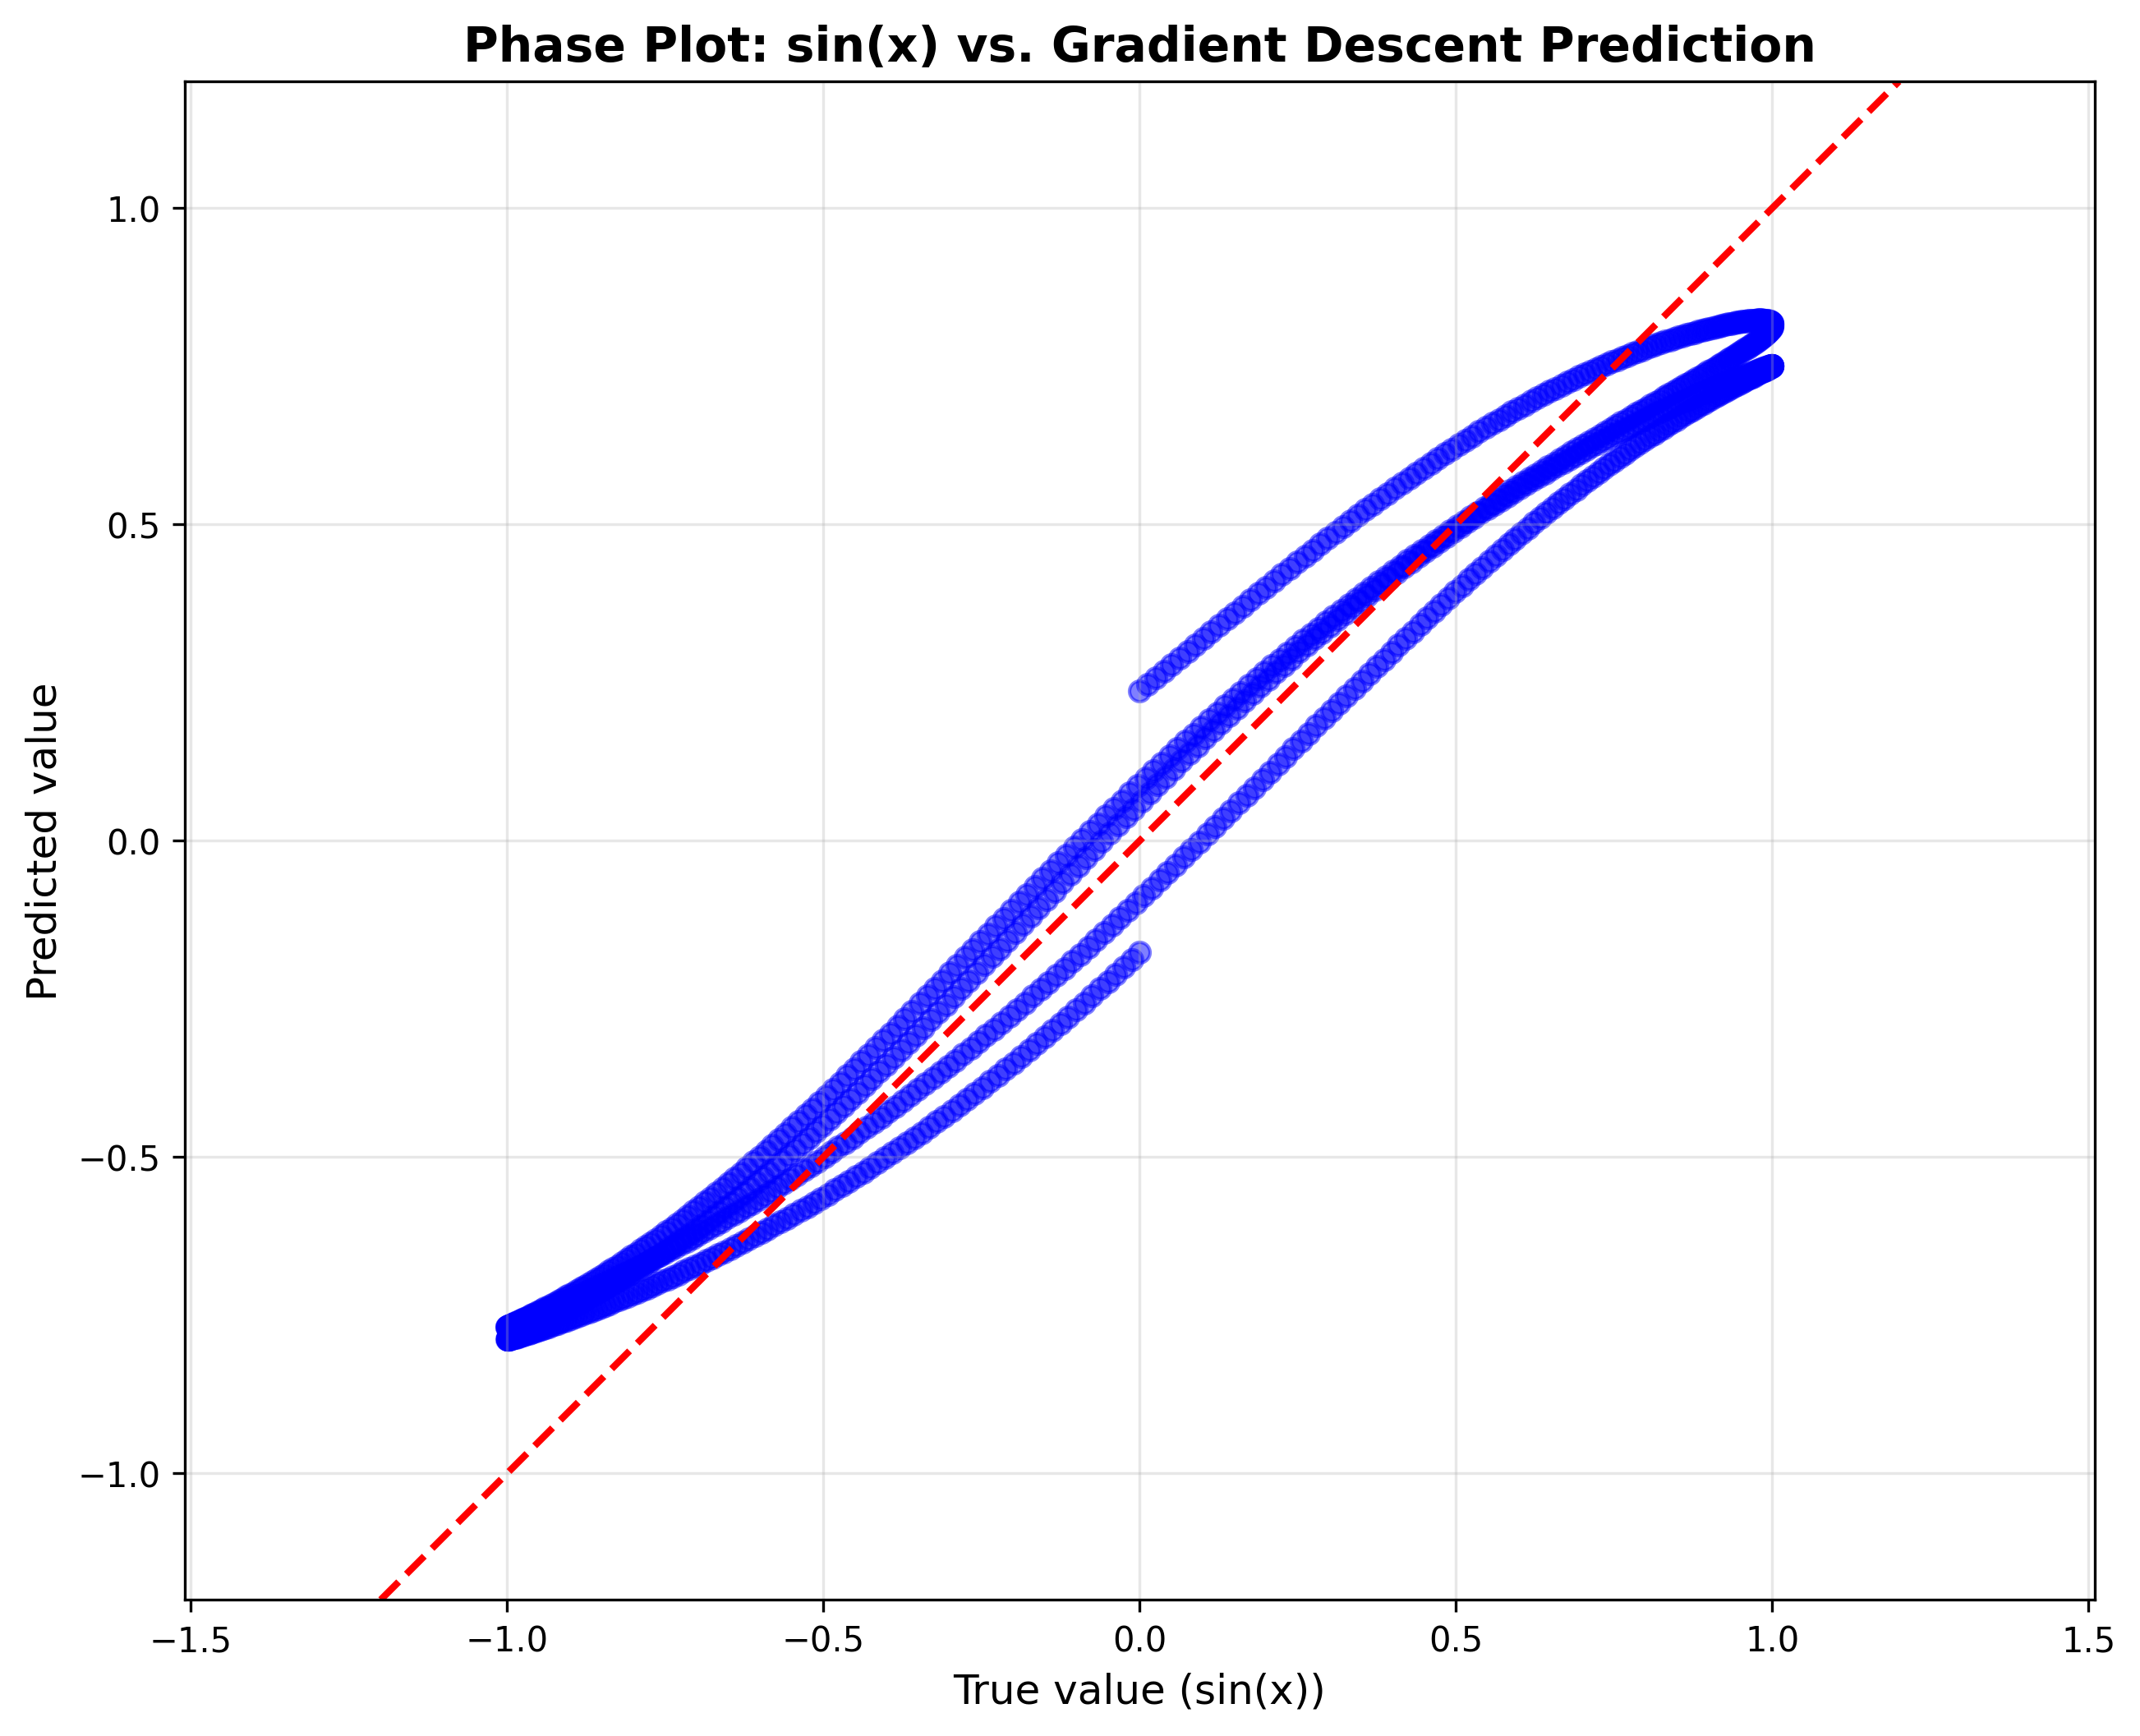 Phase Plot: sin(x) vs. Gradient Descent Prediction
1.0
0.5
0.0
−0.5
−1.0
Predicted value
−1.5 −1.0 −0.5 0.0 0.5 1.0 1.5
True value (sin(x))